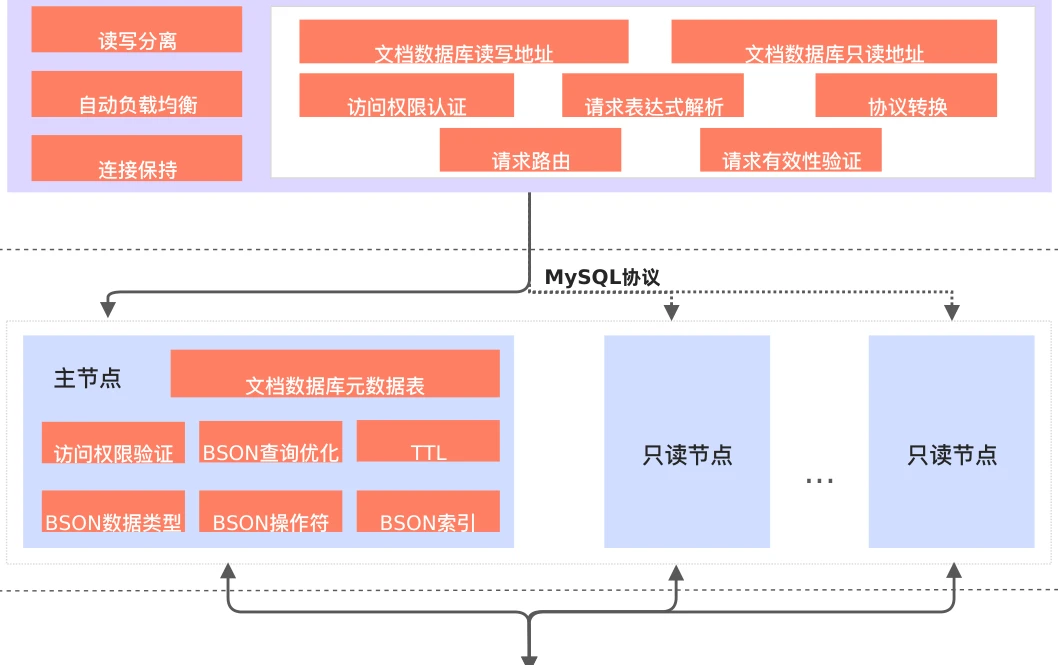 读写分离
自动负载均衡
连接保持
文档数据库读写地址
文档数据库只读地址
访问权限认证
请求表达式解析
协议转换
请求路由
请求有效性验证
MySQL协议
主节点
文档数据库元数据表
访问权限验证
BSON查询优化
TTL
BSON数据类型
BSON操作符
BSON索引
只读节点
...
只读节点